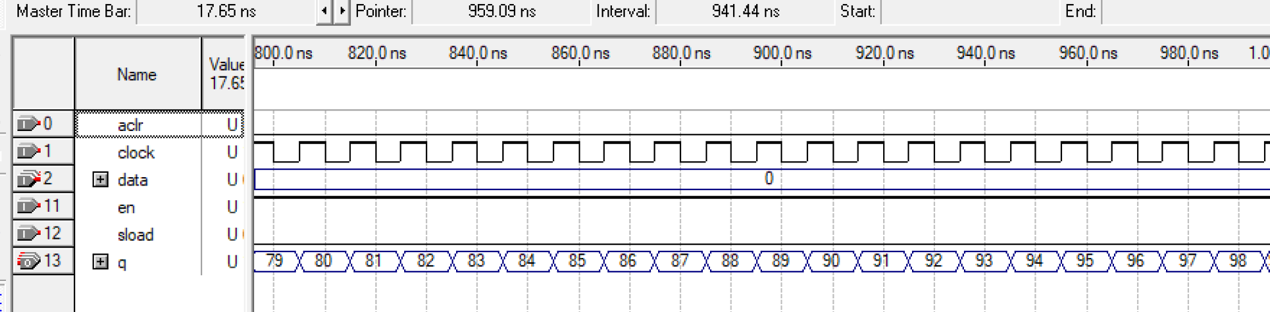 Master Time Bar: 17.65 ns Pointer: 959.09 ns Interval: 941.44 ns Start: End:
Name Value 17.65 800.0 ns 820.0 ns 840.0 ns 860.0 ns 880.0 ns 900.0 ns 920.0 ns 940.0 ns 960.0 ns 980.0 ns 1.0
0 aclr U
1 clock U
2 data U 0
11 en U
12 sload U
13 q U 79 80 81 82 83 84 85 86 87 88 89 90 91 92 93 94 95 96 97 98